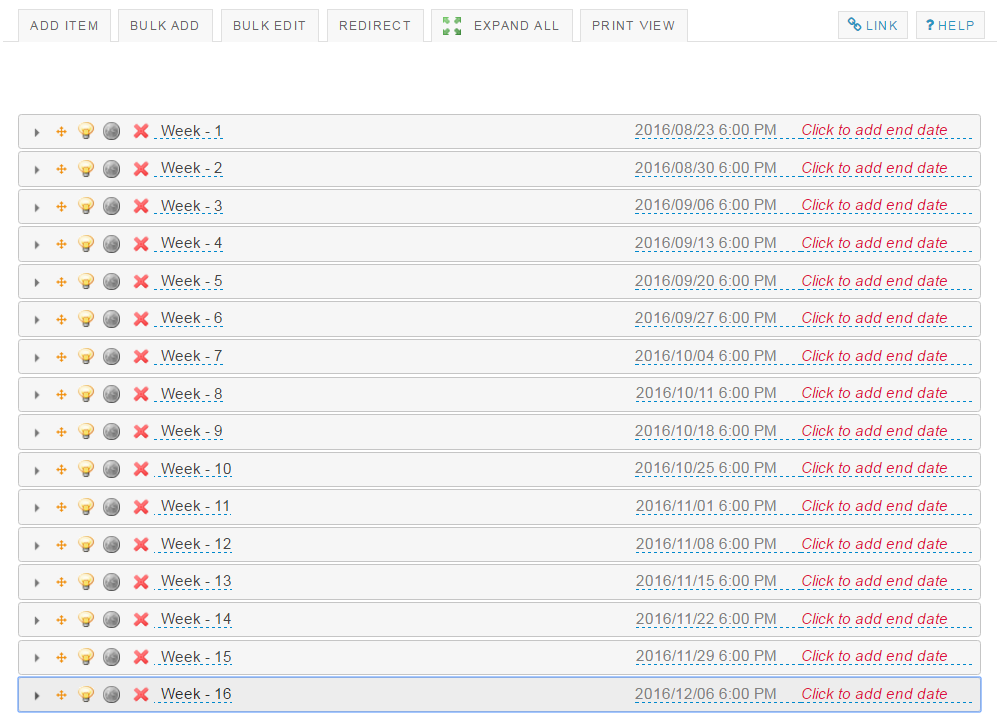 ADD ITEM BULK ADD BULK EDIT REDIRECT EXPAND ALL PRINT VIEW LINK ? HELP
Week - 1 2016/08/23 6:00 PM Click to add end date
Week - 2 2016/08/30 6:00 PM Click to add end date
Week - 3 2016/09/06 6:00 PM Click to add end date
Week - 4 2016/09/13 6:00 PM Click to add end date
Week - 5 2016/09/20 6:00 PM Click to add end date
Week - 6 2016/09/27 6:00 PM Click to add end date
Week - 7 2016/10/04 6:00 PM Click to add end date
Week - 8 2016/10/11 6:00 PM Click to add end date
Week - 9 2016/10/18 6:00 PM Click to add end date
Week - 10 2016/10/25 6:00 PM Click to add end date
Week - 11 2016/11/01 6:00 PM Click to add end date
Week - 12 2016/11/08 6:00 PM Click to add end date
Week - 13 2016/11/15 6:00 PM Click to add end date
Week - 14 2016/11/22 6:00 PM Click to add end date
Week - 15 2016/11/29 6:00 PM Click to add end date
Week - 16 2016/12/06 6:00 PM Click to add end date